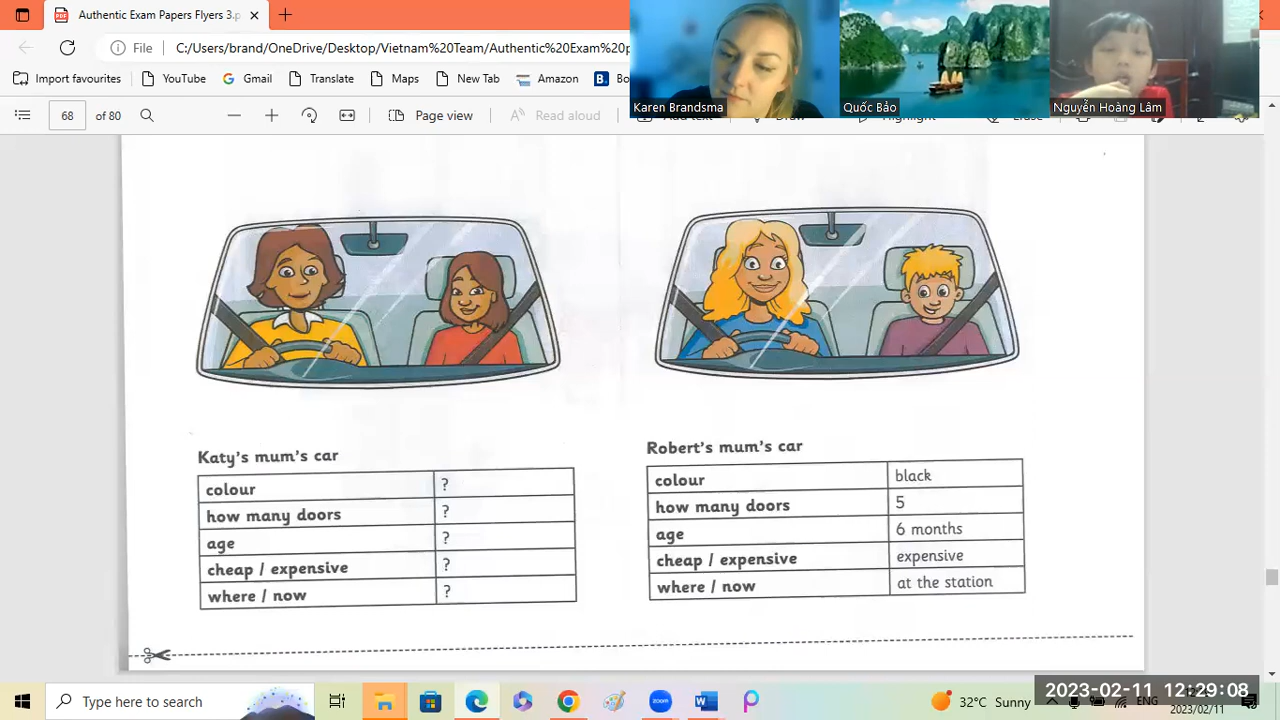 Authentic Exam Papers Flyers 3.p
File
C:/Users/brand/OneDrive/Desktop/Vietnam%20Team/Authentic%20Exam%20p
Import favourites
YouTube
Gmail
Translate
Maps
New Tab
Amazon
B.
Bo
68
of 80
Page view
Read aloud
Karen Brandsma
Quốc Bảo
Nguyễn Hoàng Lâm
Katy's mum's car
colour ?
how many doors ?
age ?
cheap / expensive ?
where / now ?
Robert's mum's car
colour black
how many doors 5
age 6 months
cheap / expensive expensive
where / now at the station
Type here to search
zoom
32°C Sunny
ENG
2023/02/11
2023-02-11 12:29:08